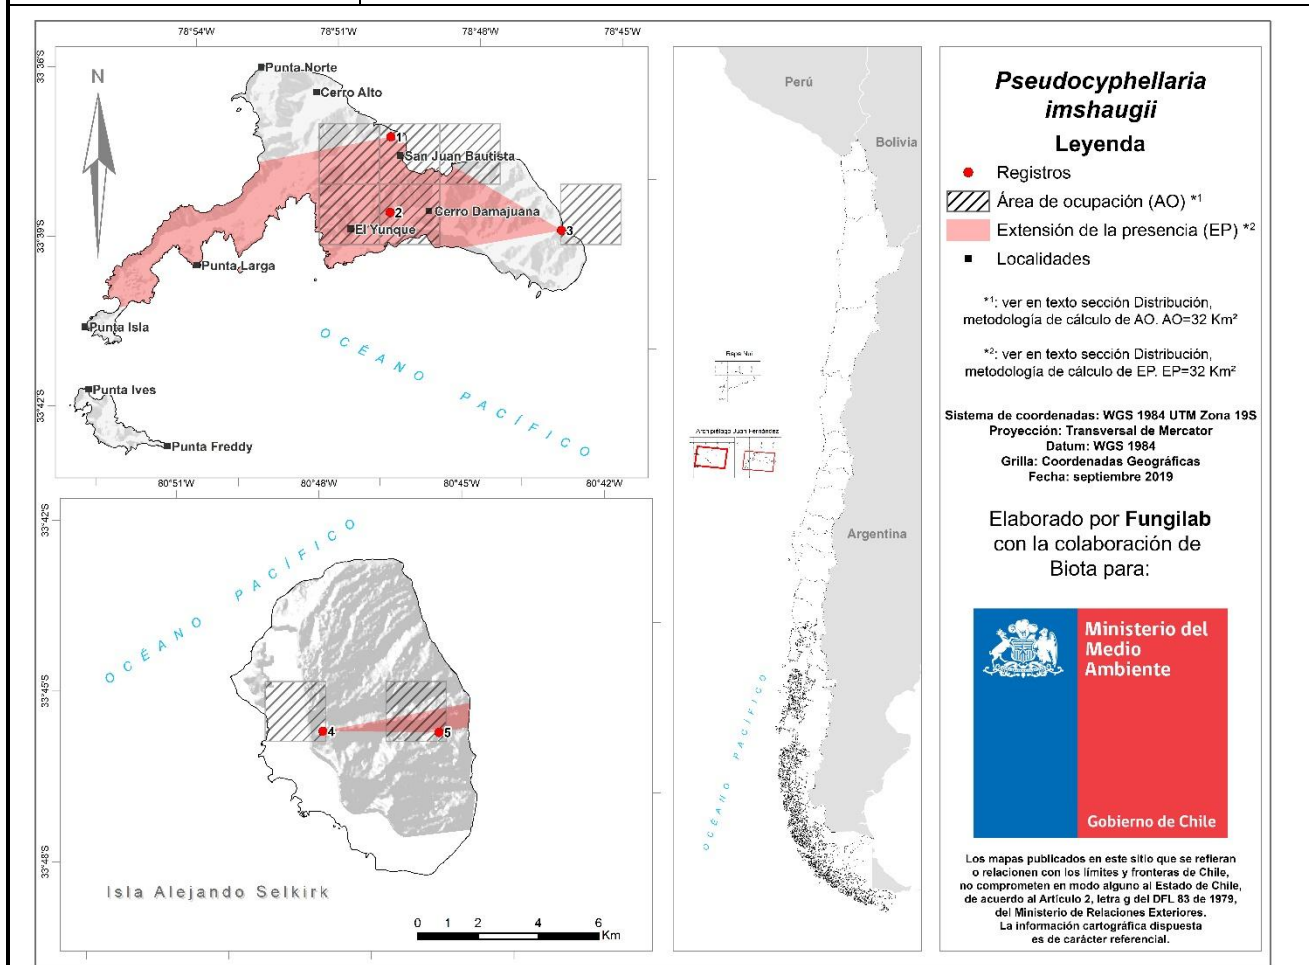 78°54'W
78°51'W
78°48'W
78°45'W
33°36'S
33°39'S
33°42'S
N
Punta Norte
Cerro Alto
1
San Juan Bautista
2
Cerro Damajuana
El Yunque
3
Punta Larga
Punta Isla
Punta Ives
Punta Freddy
OCÉANO PACÍFICO
80°51'W
80°48'W
80°45'W
80°42'W
33°42'S
33°45'S
33°48'S
OCÉANO PACÍFICO
4
5
Isla Alejando Selkirk
0 2 4 6
Km
Perú
Bolivia
Argentina
Rapa Nui
Archipiélago Juan Fernández
OCÉANO PACÍFICO
Pseudocyphellaria
imshaugii
Leyenda
Registros
Área de ocupación (AO) *1
Extensión de la presencia (EP) *2
Localidades
*1: ver en texto sección Distribución,
metodología de cálculo de AO. AO=32 Km²
*2: ver en texto sección Distribución,
metodología de cálculo de EP. EP=32 Km²
Sistema de coordenadas: WGS 1984 UTM Zona 19S
Proyección: Transversal de Mercator
Datum: WGS 1984
Grilla: Coordenadas Geográficas
Fecha: septiembre 2019
Elaborado por Fungilab
con la colaboración de
Biota para:
Ministerio del
Medio
Ambiente
Gobierno de Chile
Los mapas publicados en este sitio que se refieran
o relacionen con los límites y fronteras de Chile,
no comprometen en modo alguno al Estado de Chile,
de acuerdo al Artículo 2, letra g del DFL 83 de 1979,
del Ministerio de Relaciones Exteriores.
La información cartográfica dispuesta
es de carácter referencial.